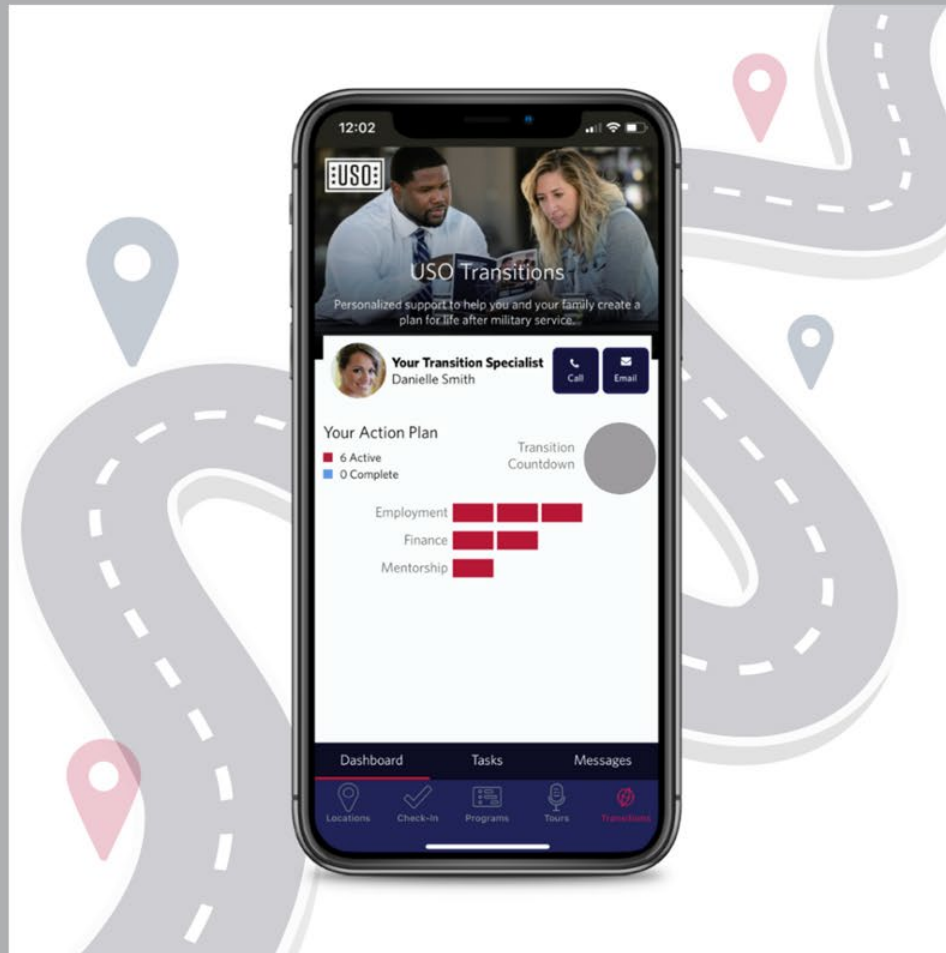 12:02
:USO:
USO Transitions
Personalized support to help you and your family create a
plan for life after military service.
Your Transition Specialist
Danielle Smith
Call
Email
Your Action Plan
6 Active
0 Complete
Transition
Countdown
Employment
Finance
Mentorship
Dashboard
Tasks
Messages
Locations
Check-In
Programs
Tours
Transitions